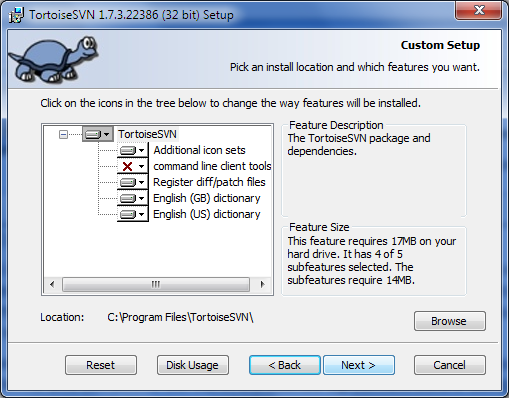 TortoiseSVN 1.7.3.22386 (32 bit) Setup
Custom Setup
Pick an install location and which features you want.
Click on the icons in the tree below to change the way features will be installed.
TortoiseSVN
Additional icon sets
command line client tools
Register diff/patch files
English (GB) dictionary
English (US) dictionary
Feature Description
The TortoiseSVN package and
dependencies.
Feature Size
This feature requires 17MB on your
hard drive. It has 4 of 5
subfeatures selected. The
subfeatures require 14MB.
Location: C:\Program Files\TortoiseSVN\
Browse
Reset Disk Usage < Back Next > Cancel